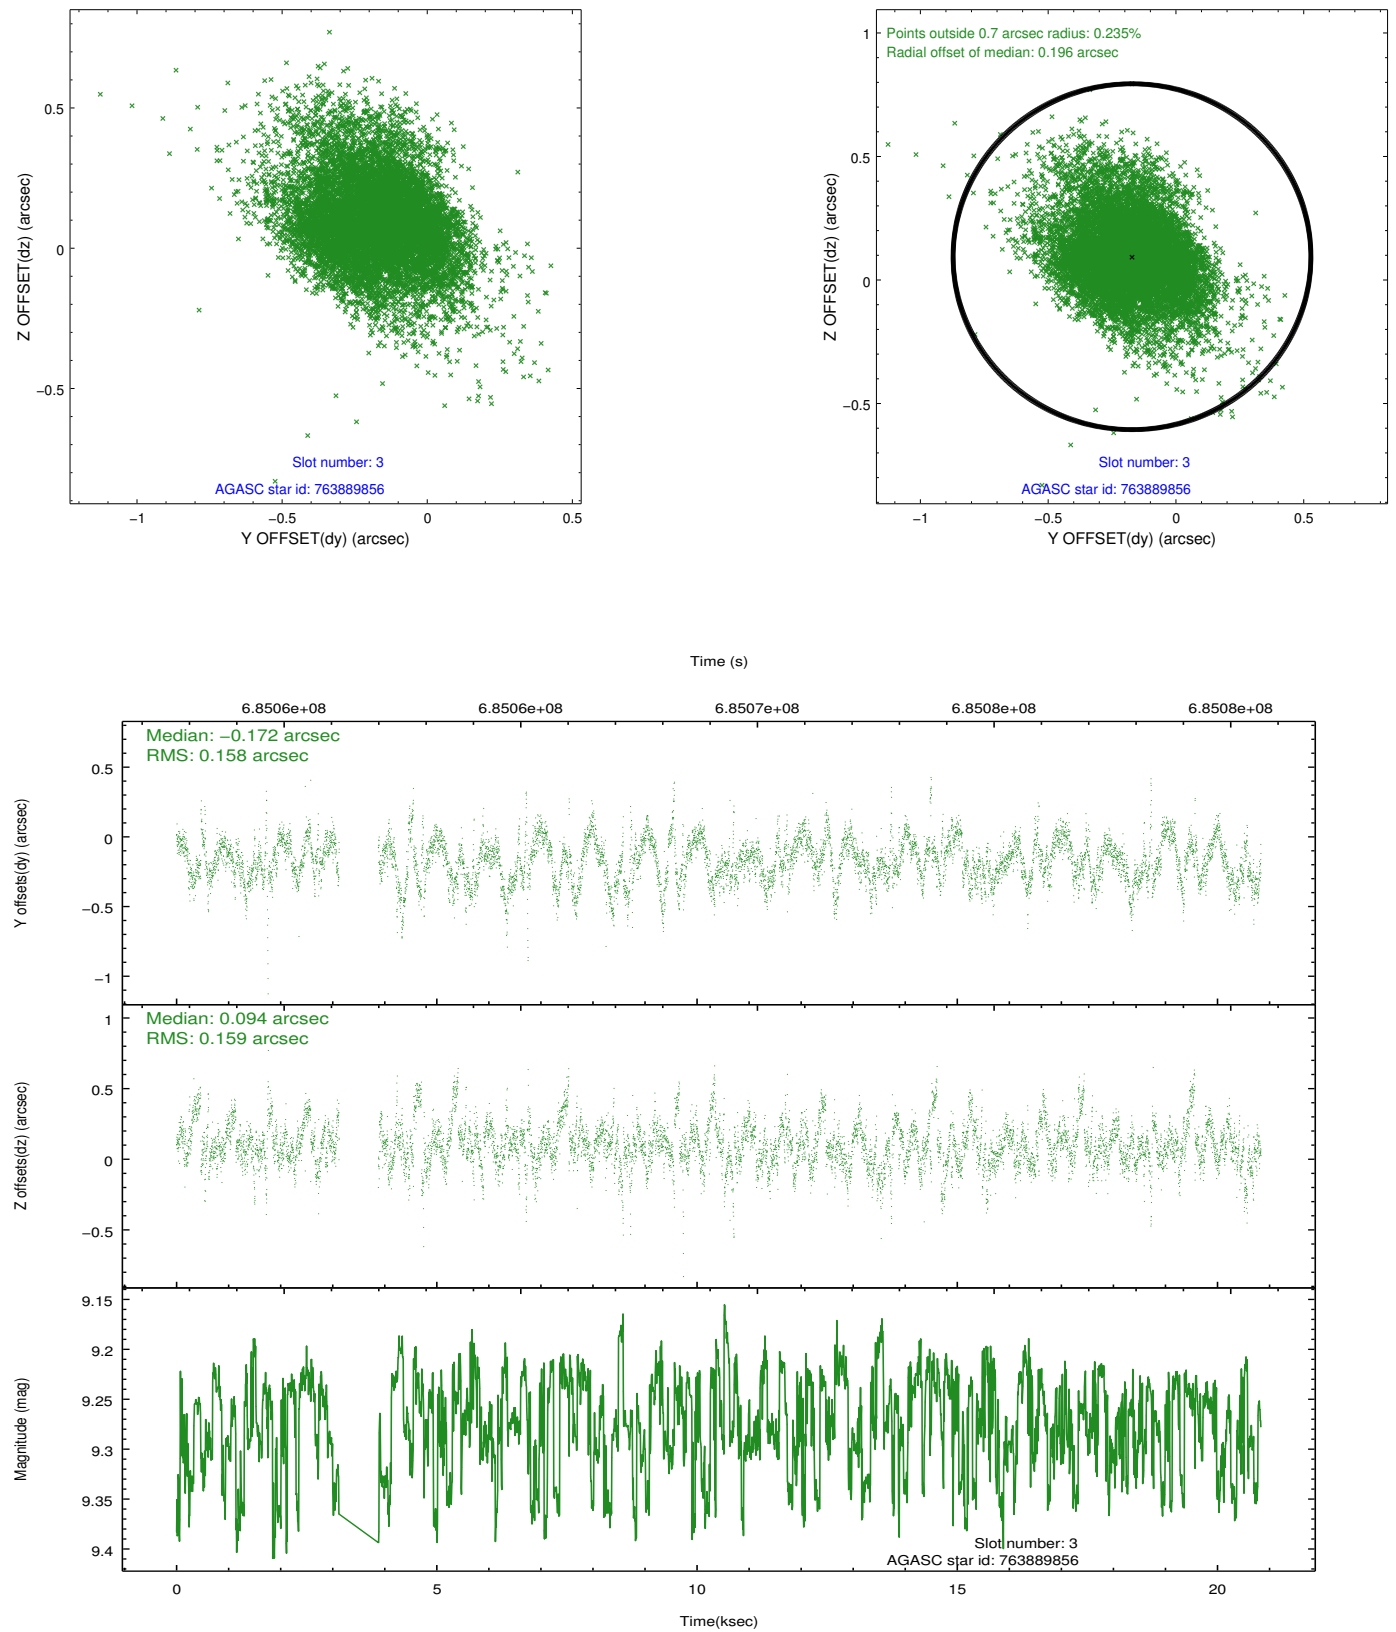 0.5
0
−0.5
Z OFFSET(dz) (arcsec)
Slot number: 3
AGASC star id: 763889856
−1
−0.5
0
0.5
Y OFFSET(dy) (arcsec)
Points outside 0.7 arcsec radius: 0.235%
Radial offset of median: 0.196 arcsec
1
0.5
0
−0.5
Z OFFSET(dz) (arcsec)
Slot number: 3
AGASC star id: 763889856
−1
−0.5
0
0.5
Y OFFSET(dy) (arcsec)
Time (s)
6.8506e+08
6.8506e+08
6.8507e+08
6.8508e+08
6.8508e+08
Median: −0.172 arcsec
RMS: 0.158 arcsec
0.5
0
−0.5
−1
Y offsets(dy) (arcsec)
Median: 0.094 arcsec
RMS: 0.159 arcsec
1
0.5
0
−0.5
Z offsets(dz) (arcsec)
9.15
9.2
9.25
9.3
9.35
9.4
Magnitude (mag)
Slot number: 3
AGASC star id: 763889856
0
5
10
15
20
Time(ksec)